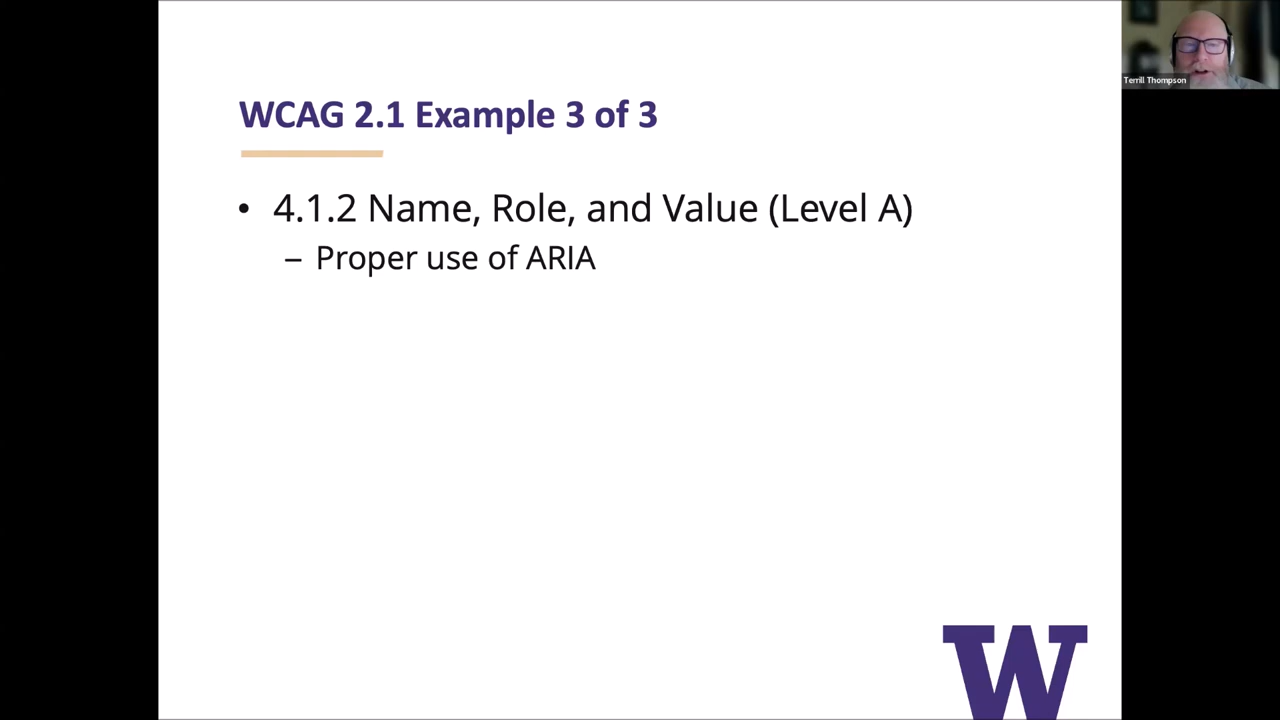 WCAG 2.1 Example 3 of 3
• 4.1.2 Name, Role, and Value (Level A)
– Proper use of ARIA
W
Terrill Thompson